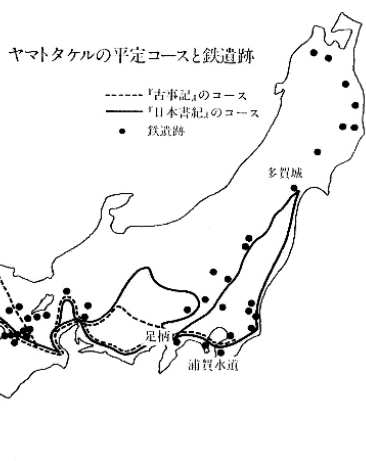 ヤマトタケルの平定コースと鉄遺跡
『古事記』のコース
『日本書紀』のコース
鉄遺跡
多賀城
足柄
浦賀水道